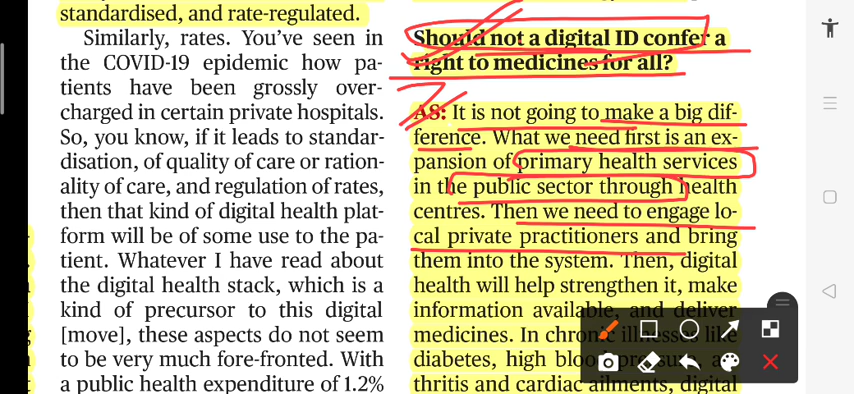 standardised, and rate-regulated.
Similarly, rates. You've seen in
the COVID-19 epidemic how pa-
tients have been grossly over-
charged in certain private hospitals.
So, you know, if it leads to standar-
disation, of quality of care or ration-
ality of care, and regulation of rates,
then that kind of digital health plat-
form will be of some use to the pa-
tient. Whatever I have read about
the digital health stack, which is a
kind of precursor to this digital
[move], these aspects do not seem
to be very much fore-fronted. With
a public health expenditure of 1.2%
Should not a digital ID confer a
right to medicines for all?
AS: It is not going to make a big dif-
ference. What we need first is an ex-
pansion of primary health services
in the public sector through health
centres. Then we need to engage lo-
cal private practitioners and bring
them into the system. Then, digital
health will help strengthen it, make
information available, and deliver
medicines. In chronic illnesses like
diabetes, high blood pressure,
thritis and cardiac ailments, digital